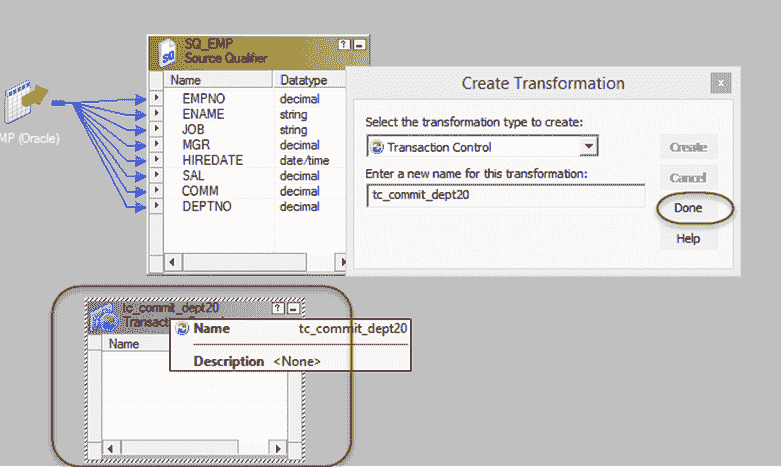 SQ_EMP
Source Qualifier
Name Datatype
EMPNO decimal
ENAME string
JOB string
MGR decimal
HIREDATE date/time
SAL decimal
COMM decimal
DEPTNO decimal
MP (Oracle)
Create Transformation
Select the transformation type to create:
Transaction Control
Create
Enter a new name for this transformation:
Cancel
tc_commit_dept20
Done
Help
tc_commit_dept20
Name
Name tc_commit_dept20
Description <None>